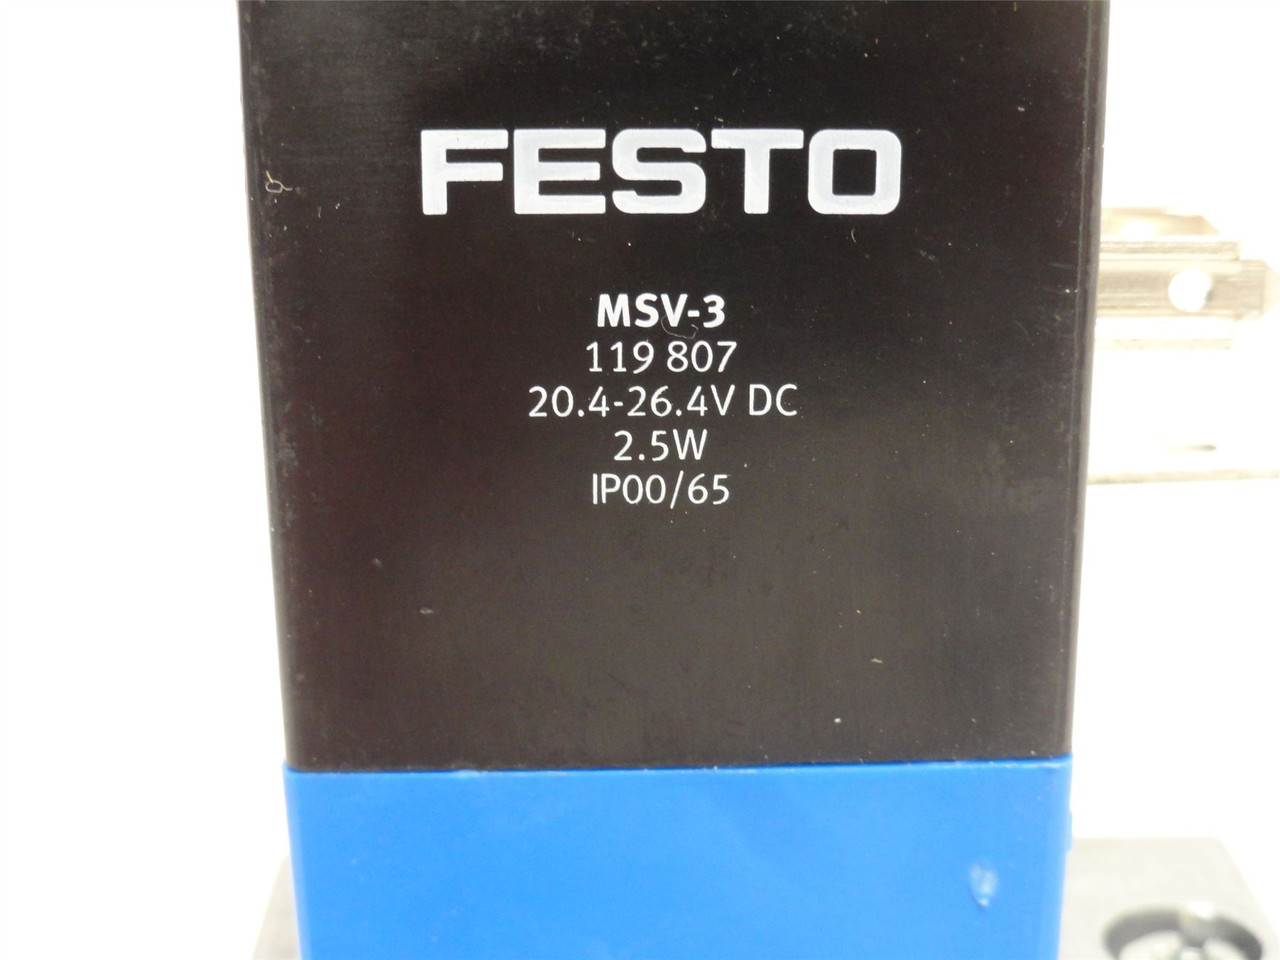 FESTO
MSV-3
119 807
20.4-26.4V DC
2.5W
IP00/65